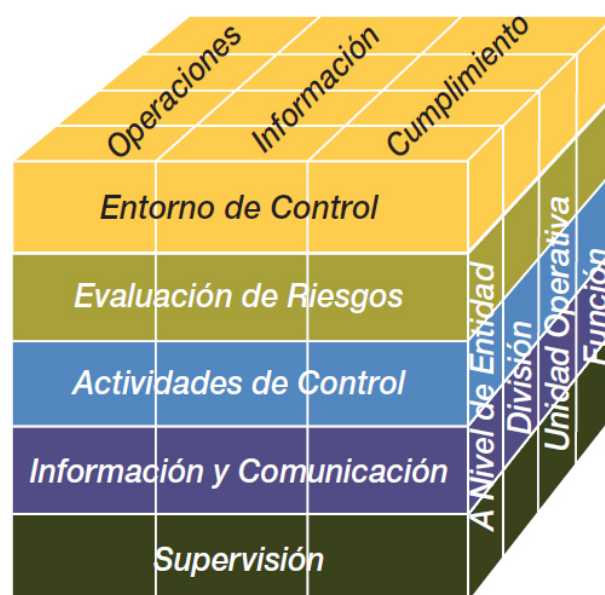 Operaciones
Información
Cumplimiento
Entorno de Control
Evaluación de Riesgos
Actividades de Control
Información y Comunicación
Supervisión
A Nivel de Entidad
División
Unidad Operativa
Función